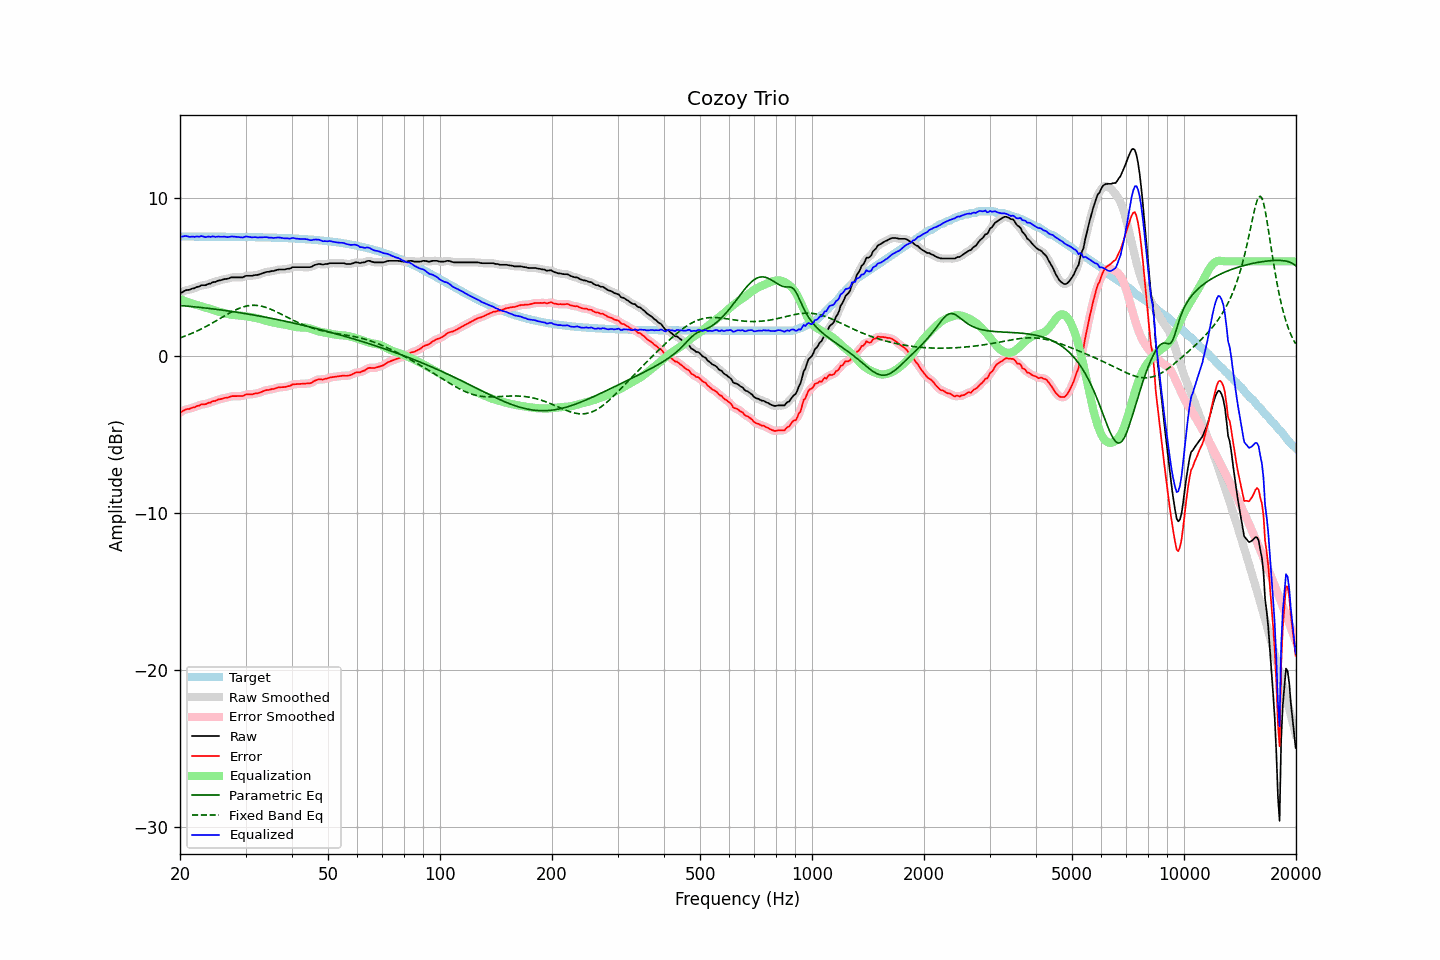 Cozoy Trio
10
0
−10
−20
−30
Amplitude (dBr)
Target
Raw Smoothed
Error Smoothed
Raw
Error
Equalization
Parametric Eq
Fixed Band Eq
Equalized
20 50 100 200 500 1000 2000 5000 10000 20000
Frequency (Hz)